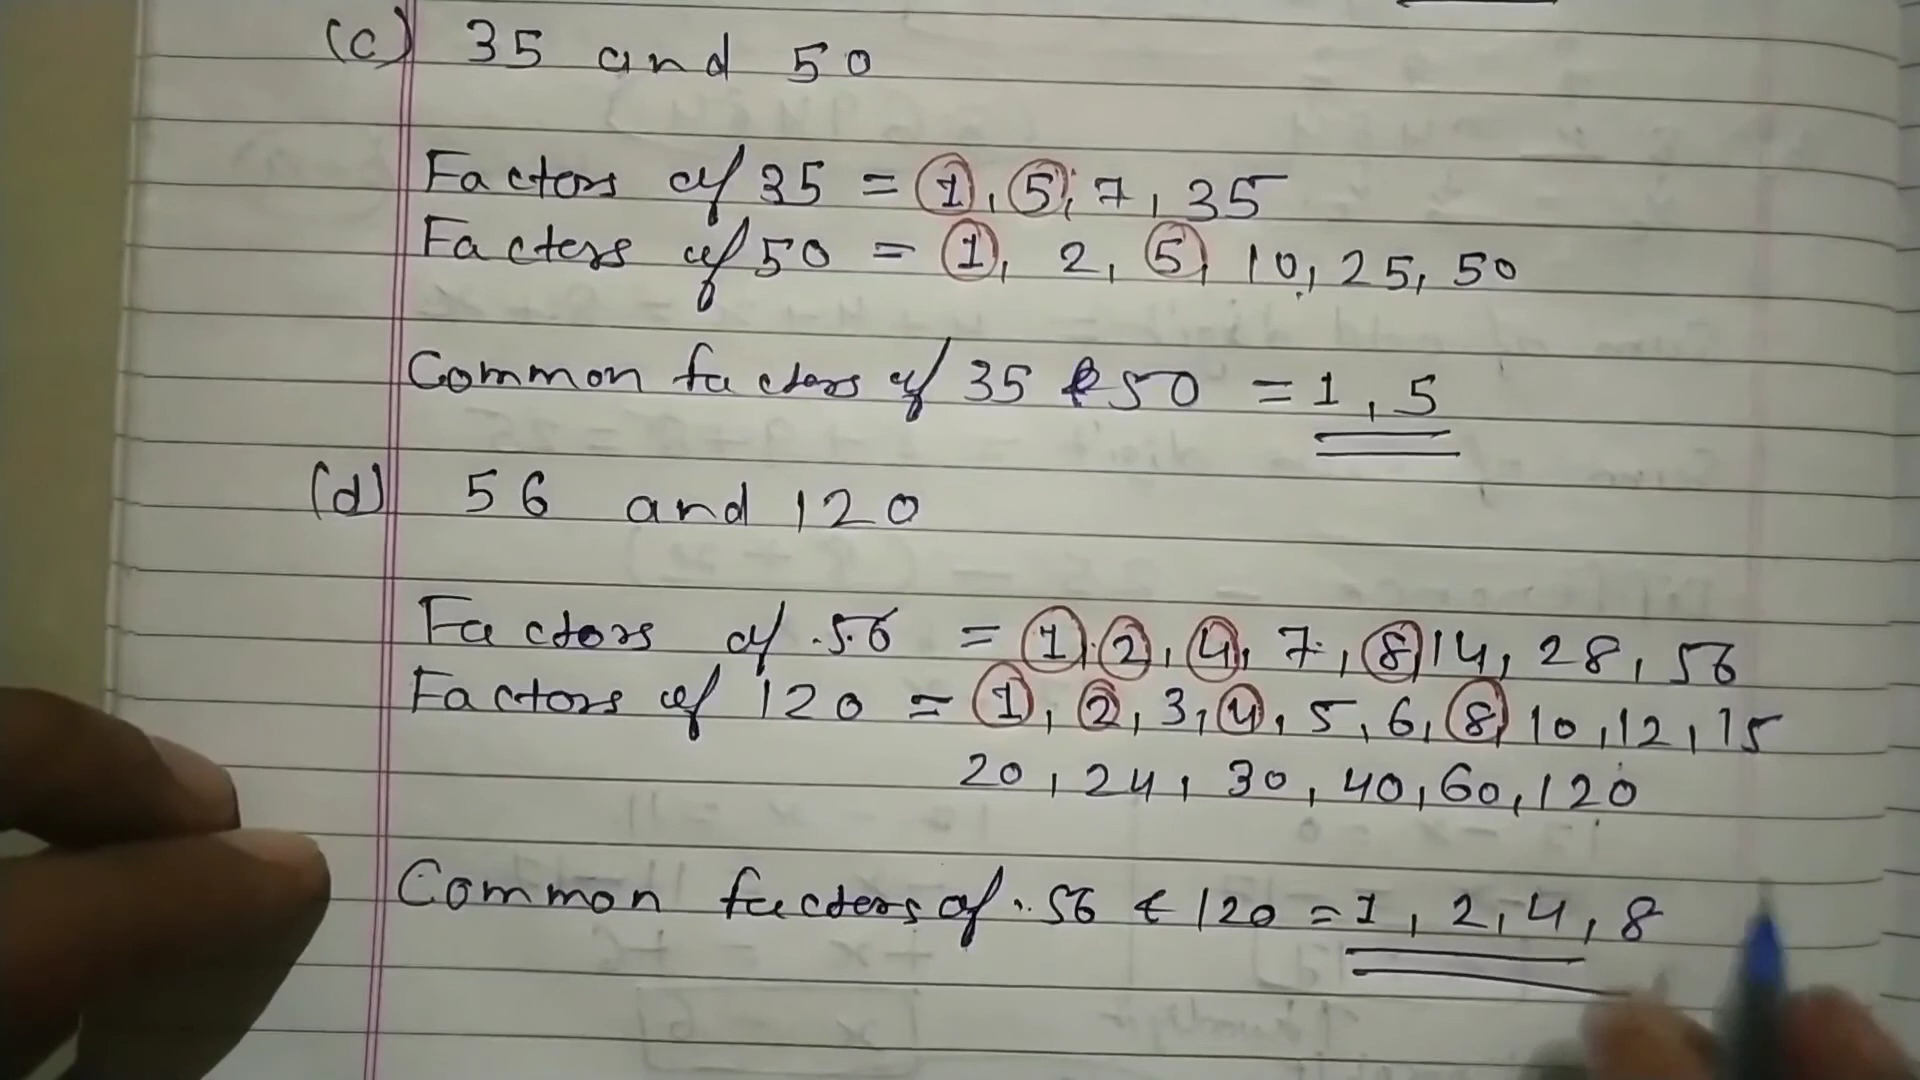 (c) 35 and 50
Factors of 35 = 1, 5, 7, 35
Facters of 50 = 1, 2, 5, 10, 25, 50
Common factors of 35 & 50 = 1, 5
(d) 56 and 120
Factors of 56 = 1, 2, 4, 7, 8, 14, 28, 56
Factors of 120 = 1, 2, 3, 4, 5, 6, 8, 10, 12, 15
20, 24, 30, 40, 60, 120
Common facters of 56 & 120 = 1, 2, 4, 8